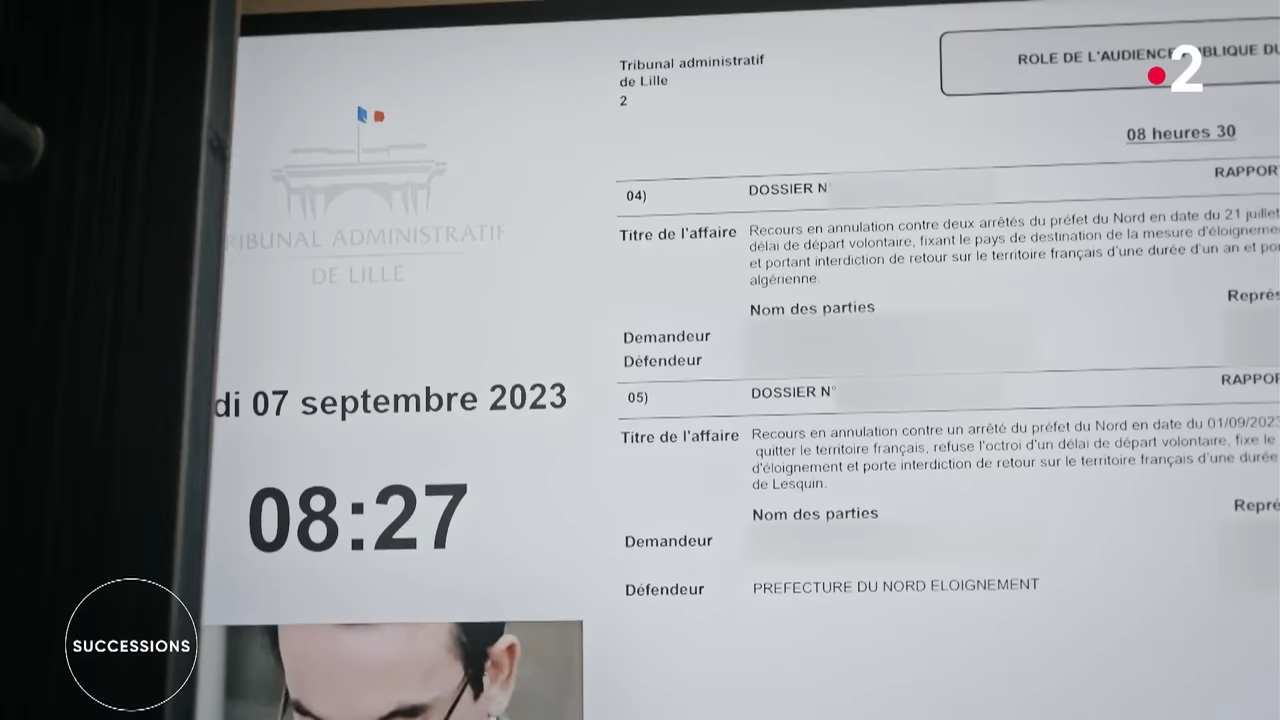 Tribunal administratif
de Lille
2
ROLE DE L'AUDIENCE
2
08 heures 30
04)
DOSSIER N
RAPPOR
Titre de l'affaire
Recours en annulation contre deux arrêtés du préfet du Nord en date du 21 juillet
délai de départ volontaire, fixant le pays de destination de la mesure d'éloigneme
et portant interdiction de retour sur le territoire français d'une durée d'un an et po
algérienne.
Nom des parties
Représ
Demandeur
Défendeur
05)
DOSSIER N°
RAPPOR
Titre de l'affaire
Recours en annulation contre un arrêté du préfet du Nord en date du 01/09/2023
quitter le territoire français, refuse l'octroi d'un délai de départ volontaire, fixe le
d'éloignement et porte interdiction de retour sur le territoire français d'une durée
de Lesquin.
Nom des parties
Repré
Demandeur
Défendeur
PREFECTURE DU NORD ELOIGNEMENT
RIBUNAL ADMINISTRATIF
DE LILLE
di 07 septembre 2023
08:27
SUCCESSIONS